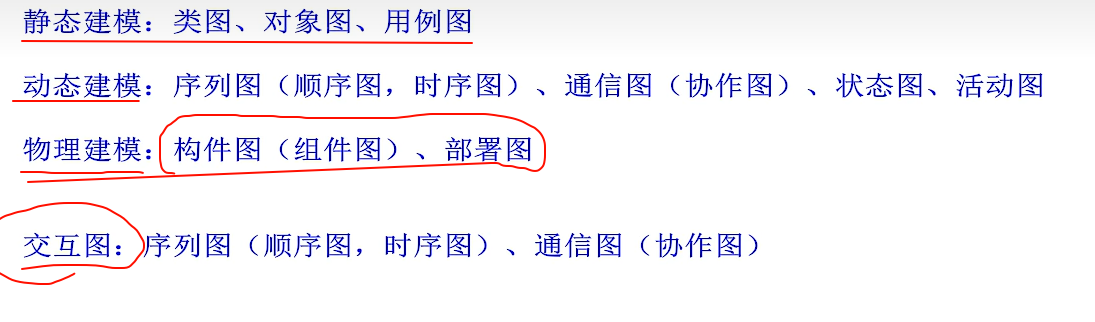 静态建模：类图、对象图、用例图
动态建模：序列图（顺序图，时序图）、通信图（协作图）、状态图、活动图
物理建模：构件图（组件图）、部署图
交互图：序列图（顺序图，时序图）、通信图（协作图）